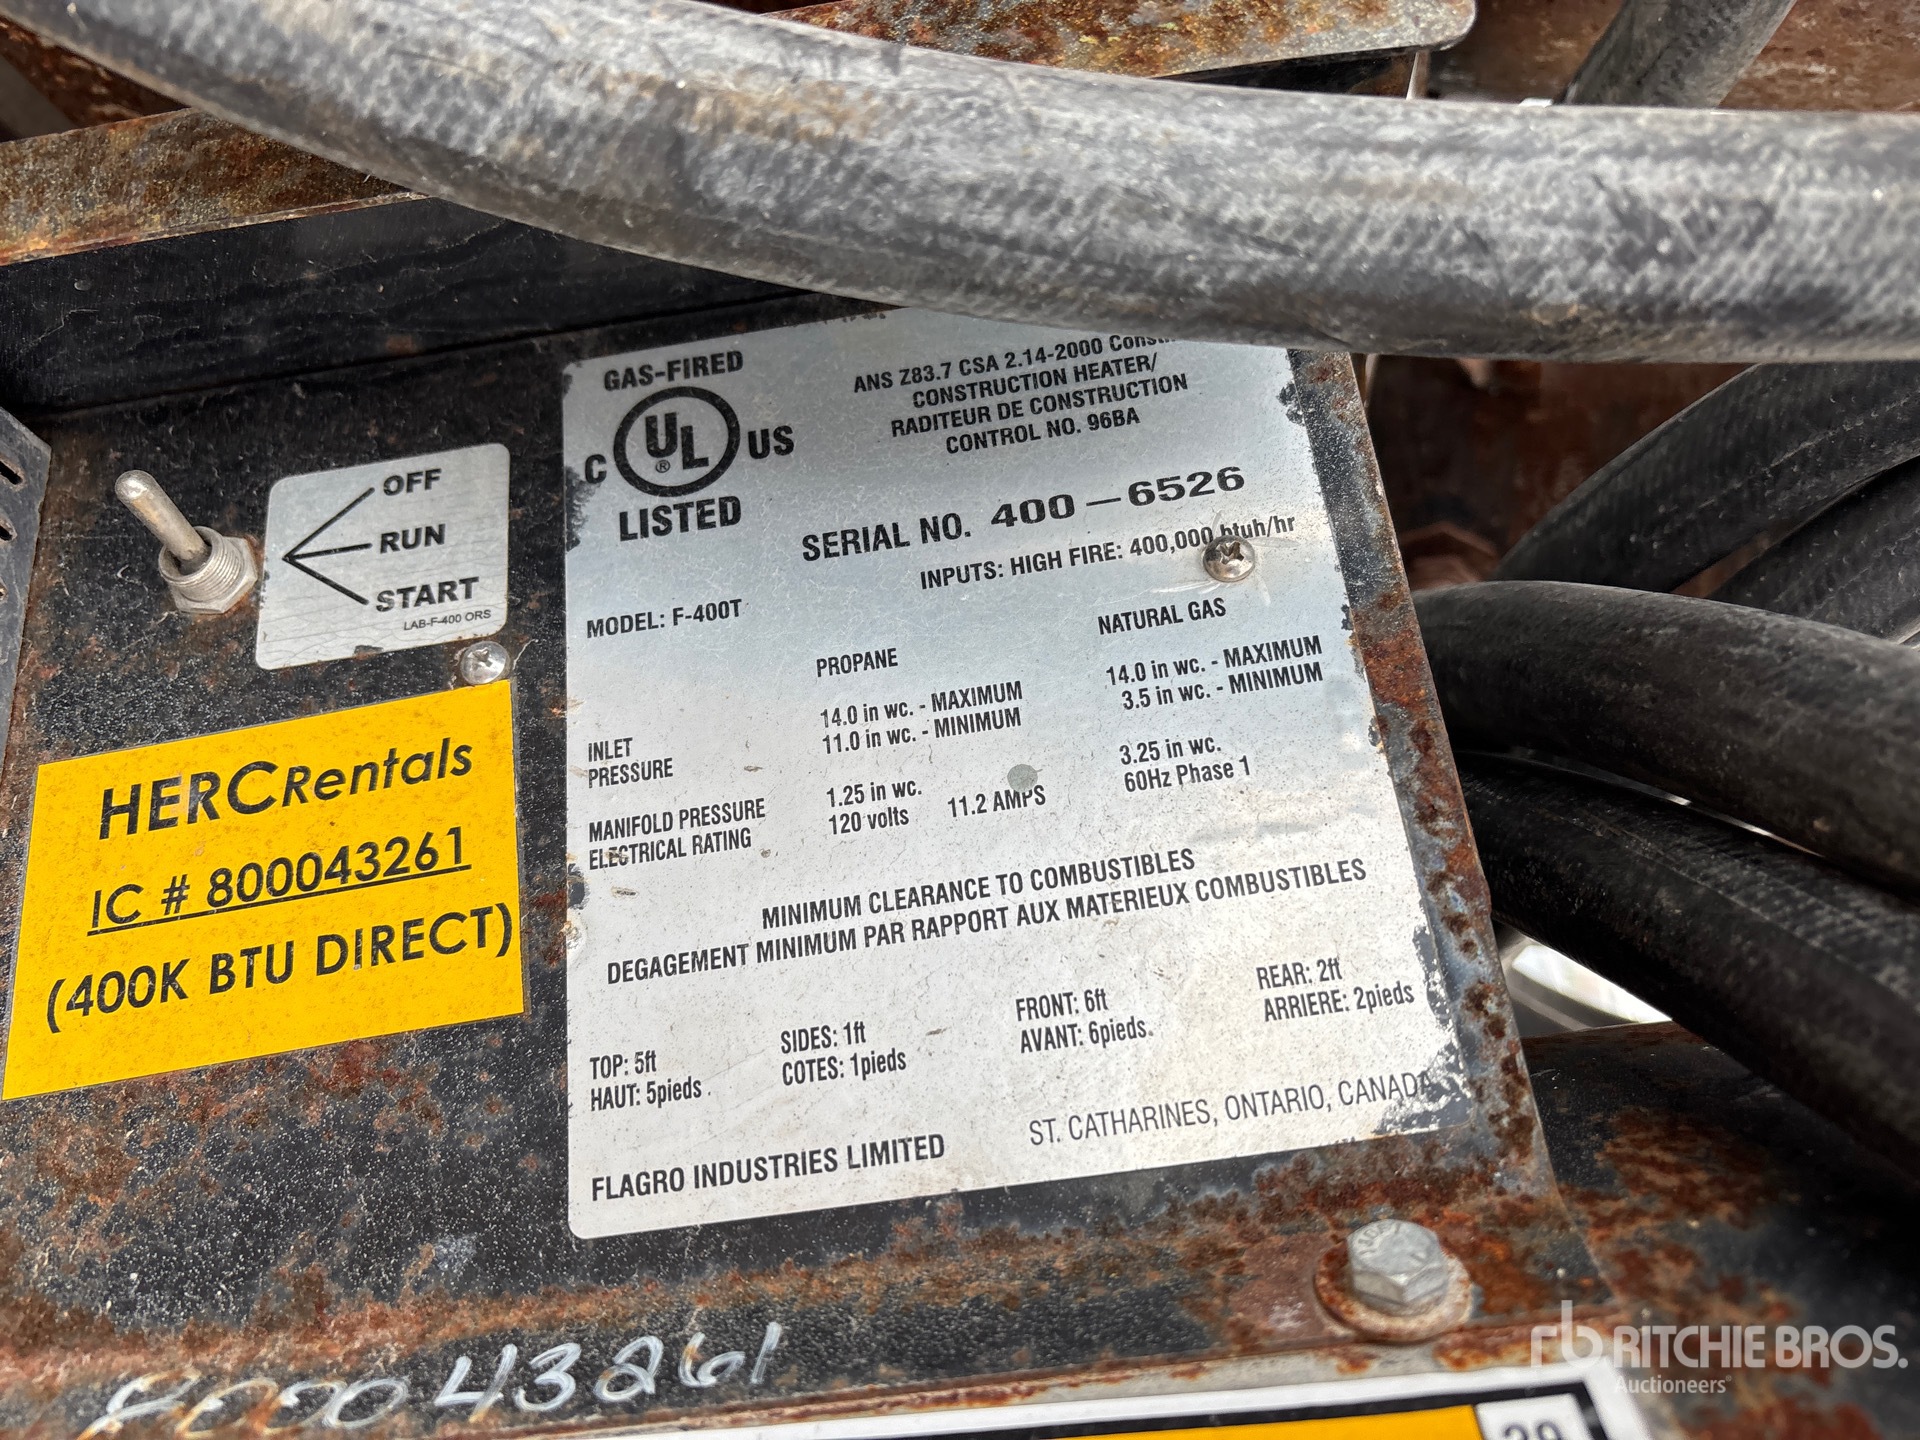 OFF
RUN
START
LAB-F-400 ORS
HERCRentals
IC # 800043261
(400K BTU DIRECT)
GAS-FIRED
C UL® US
LISTED
ANS Z83.7 CSA 2.14-2000
CONSTRUCTION HEATER/
RADITEUR DE CONSTRUCTION
CONTROL NO. 96BA
SERIAL NO. 400-6526
INPUTS: HIGH FIRE: 400,000 btuh/hr
MODEL: F-400T
PROPANE NATURAL GAS
INLET PRESSURE 14.0 in wc. - MAXIMUM 14.0 in wc. - MAXIMUM
11.0 in wc. - MINIMUM 3.5 in wc. - MINIMUM
MANIFOLD PRESSURE 1.25 in wc. 3.25 in wc.
ELECTRICAL RATING 120 volts 11.2 AMPS 60Hz Phase 1
MINIMUM CLEARANCE TO COMBUSTIBLES
DEGAGEMENT MINIMUM PAR RAPPORT AUX MATERIEUX COMBUSTIBLES
TOP: 5ft SIDES: 1ft FRONT: 6ft REAR: 2ft
HAUT: 5pieds. COTES: 1pieds AVANT: 6pieds. ARRIERE: 2pieds
FLAGRO INDUSTRIES LIMITED ST. CATHARINES, ONTARIO, CANADA
800043261
rb RITCHIE BROS.
Auctioneers